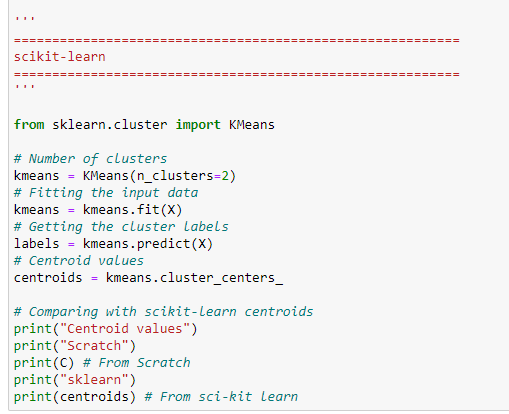 '''
==========================================================
scikit-learn
==========================================================
'''
from sklearn.cluster import KMeans
# Number of clusters
kmeans = KMeans(n_clusters=2)
# Fitting the input data
kmeans = kmeans.fit(X)
# Getting the cluster labels
labels = kmeans.predict(X)
# Centroid values
centroids = kmeans.cluster_centers_
# Comparing with scikit-learn centroids
print("Centroid values")
print("Scratch")
print(C) # From Scratch
print("sklearn")
print(centroids) # From sci-kit learn